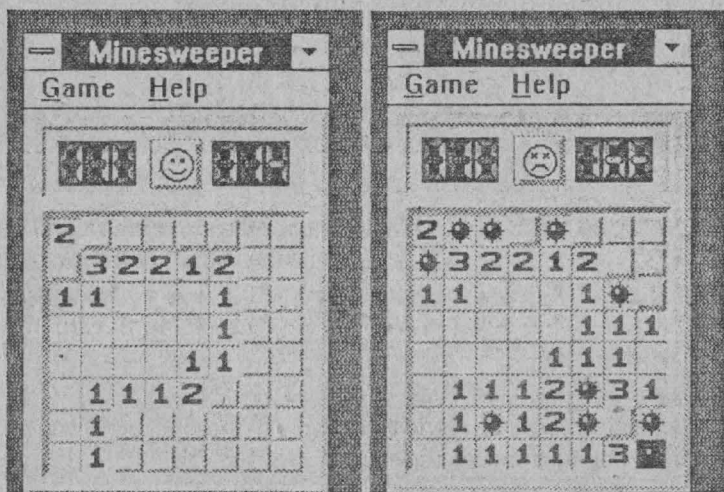 Minesweeper
Game Help
2
3 2 2 1 2
1 1 1
1
1 1
1 1 1 2
1
1
Minesweeper
Game Help
2
3 2 2 1 2
1 1 1
1 1 1
1 1 1
1 1 1 2 3 1
1 1 2
1 1 1 1 1 3